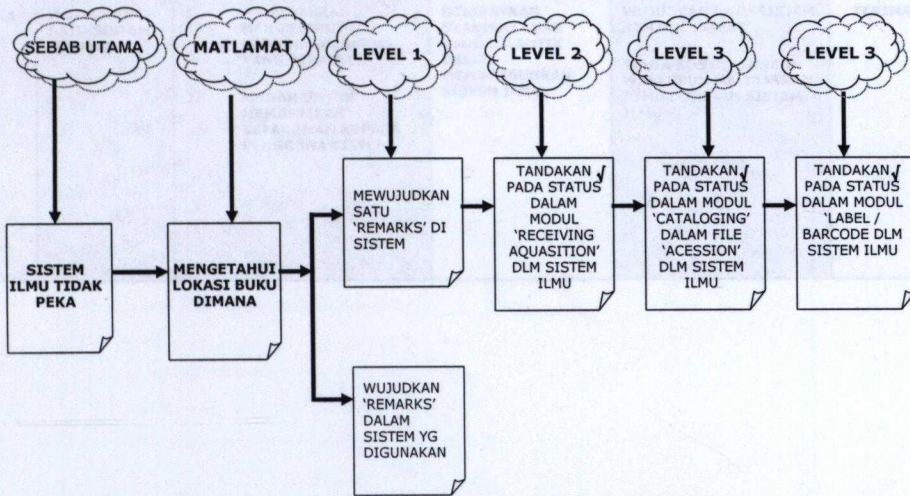 SEBAB UTAMA
MATLAMAT
LEVEL 1
LEVEL 2
LEVEL 3
LEVEL 3
SISTEM
ILMU TIDAK
PEKA
MENGETAHUI
LOKASI BUKU
DIMANA
MEWUJUDKAN
SATU
‘REMARKS’ DI
SISTEM
TANDAKAN √
PADA STATUS
DALAM
MODUL
‘RECEIVING
AQUASITION’
DLM SISTEM
ILMU
TANDAKAN √
PADA STATUS
DALAM MODUL
‘CATALOGING’
DALAM FILE
‘ACESSION’
DLM SISTEM
ILMU
TANDAKAN √
PADA STATUS
DALAM MODUL
‘LABEL /
BARCODE DLM
SISTEM ILMU
WUJUDKAN
‘REMARKS’
DALAM
SISTEM YG
DIGUNAKAN